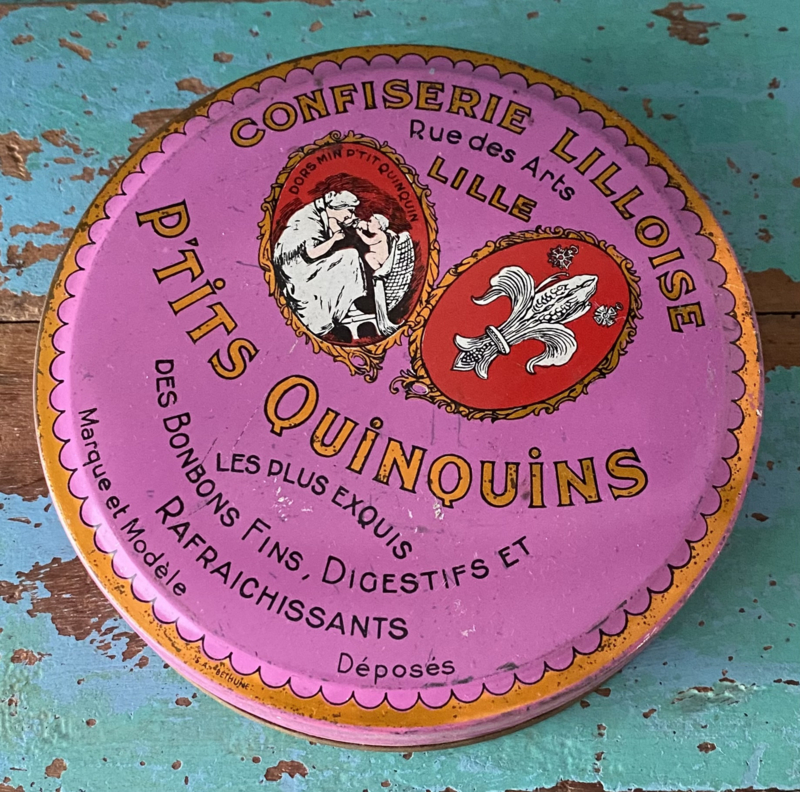 CONFISERIE LILLOISE
Rue des Arts
LILLE
DORS MIN P'TIT QUINQUIN
P'TiTS QUiNQUiNS
LES PLUS EXQUIS
DES BONBONS FINS, DIGESTIFS ET
RAFRAICHISSANTS
Marque et Modèle
Déposés
BETHUNE